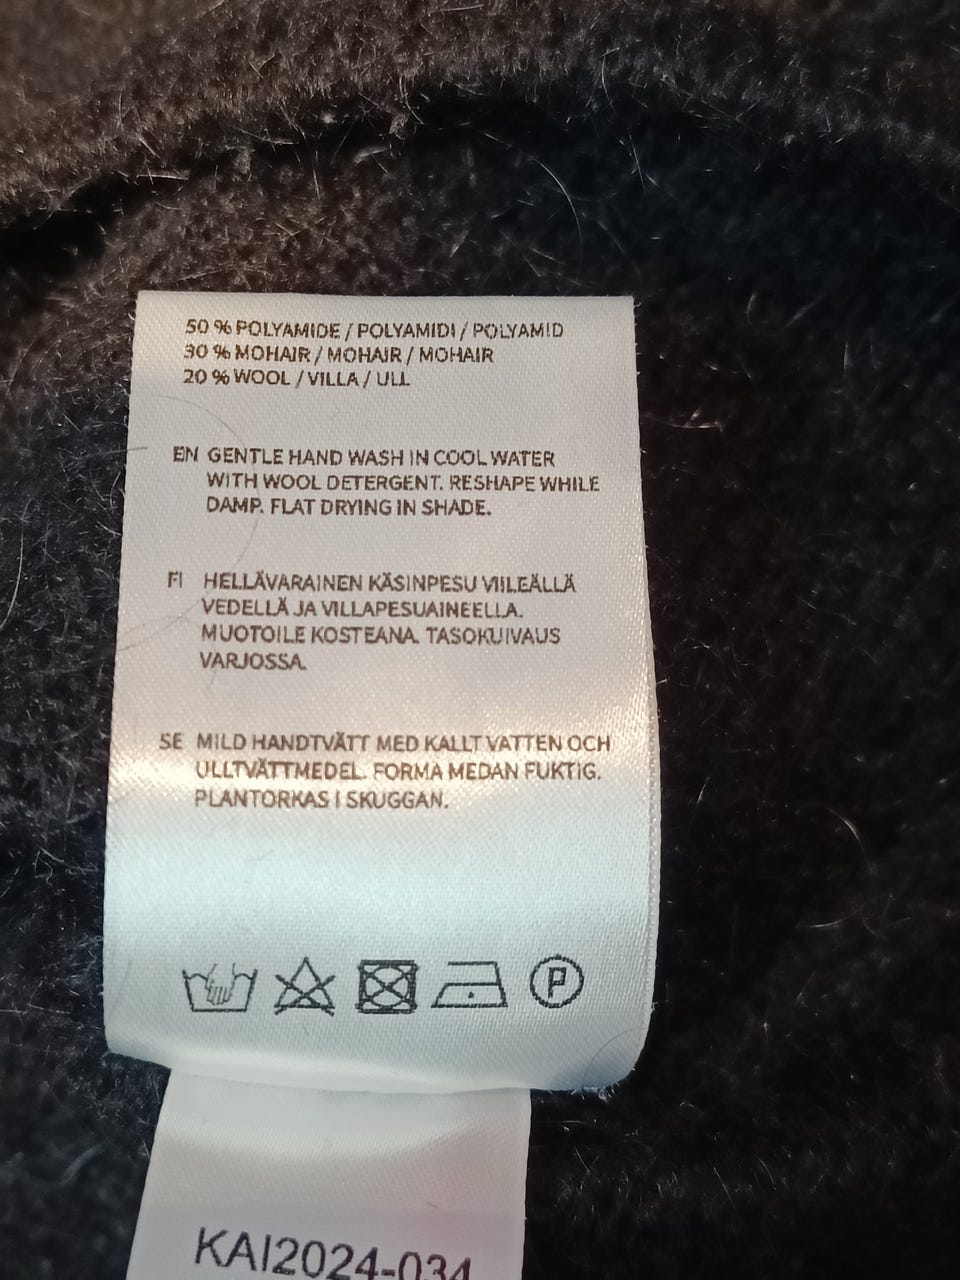 50 % POLYAMIDE / POLYAMIDI / POLYAMID
30 % MOHAIR / MOHAIR / MOHAIR
20 % WOOL / VILLA / ULL
EN GENTLE HAND WASH IN COOL WATER
WITH WOOL DETERGENT. RESHAPE WHILE
DAMP. FLAT DRYING IN SHADE.
FI HELLÄVARAINEN KÄSINPESU VIILEÄLLÄ
VEDELLÄ JA VILLAPESUAINEELLA.
MUOTOILE KOSTEANA. TASOKUIVAUS
VARJOSSA.
SE MILD HANDTVÄTT MED KALLT VATTEN OCH
ULLTVÄTTMEDEL. FORMA MEDAN FUKTIG.
PLANTORKAS I SKUGGAN.
P
KAI2024-034